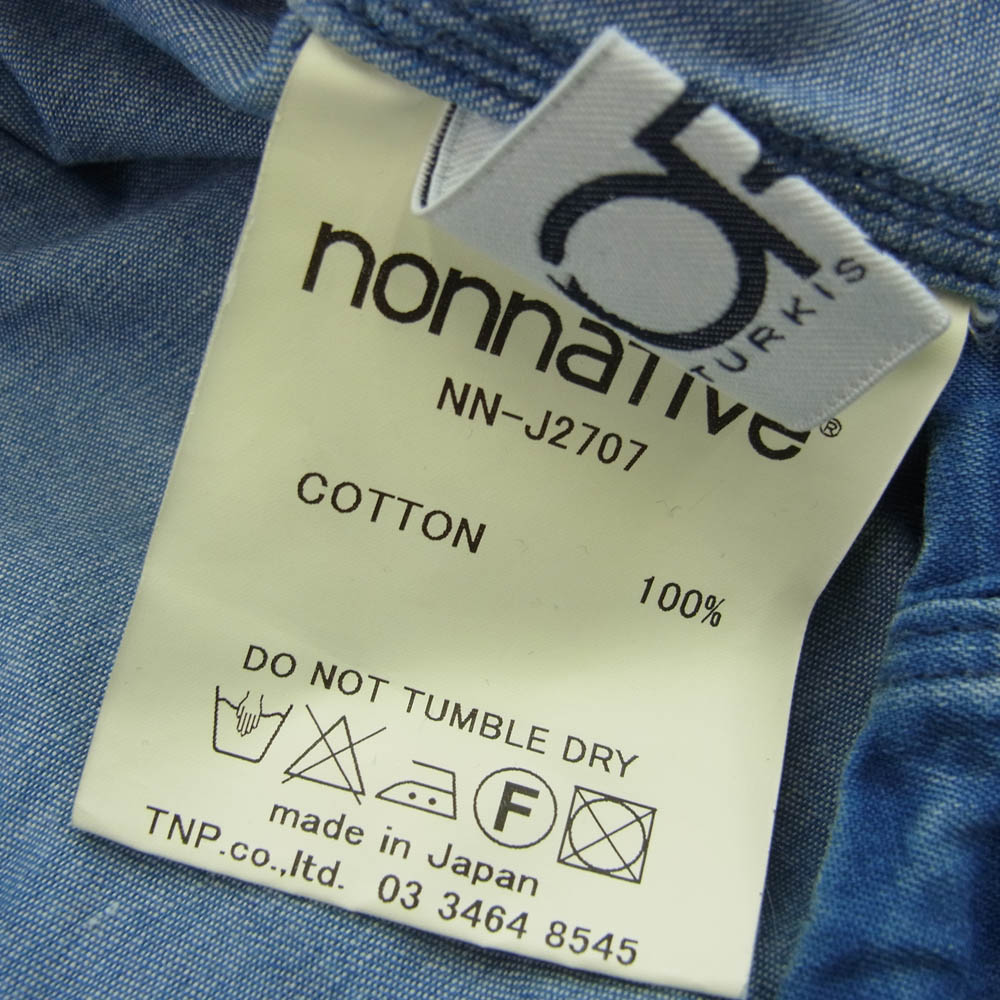 nonnative®
NN-J2707
COTTON
100%
DO NOT TUMBLE DRY
F
made in Japan
TNP.co.,ltd. 03 3464 8545
TURKIS